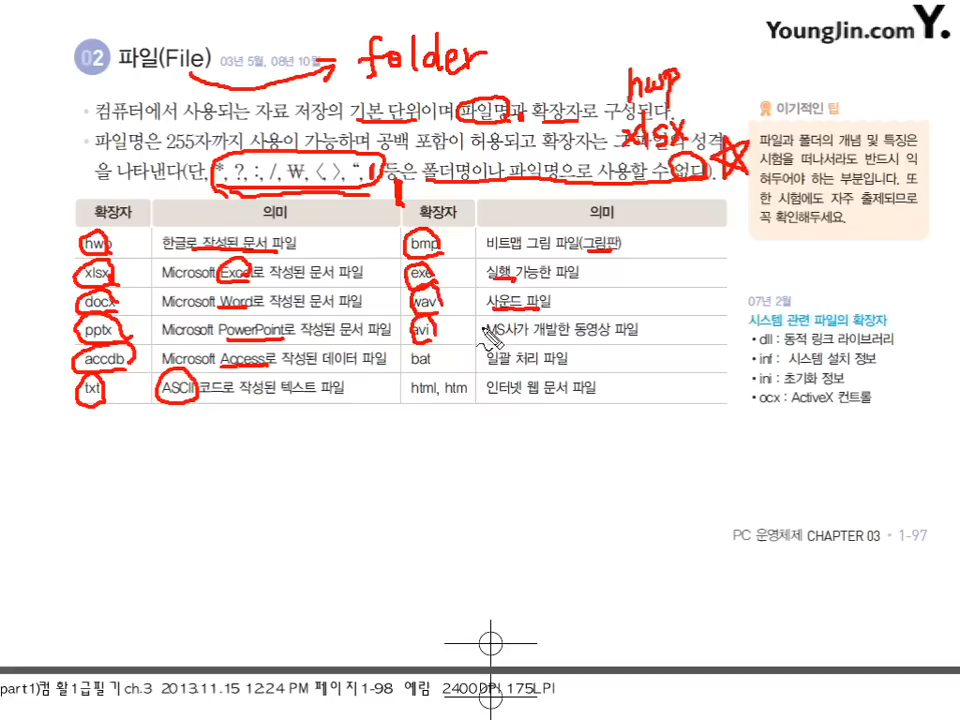 YoungJin.com Y.
02 파일(File) 03년 5월, 08년 10월 folder
hwp
xlsx
• 컴퓨터에서 사용되는 자료 저장의 기본 단위이며 파일명과 확장자로 구성된다.
• 파일명은 255자까지 사용이 가능하며 공백 포함이 허용되고 확장자는 그 파일의 성격
을 나타낸다(단, *, ?, :, /, ₩, <, >, “, | 등은 폴더명이나 파일명으로 사용할 수 없다).
확장자 의미 확장자 의미
hwp 한글로 작성된 문서 파일 bmp 비트맵 그림 파일(그림판)
xlsx Microsoft Excel로 작성된 문서 파일 exe 실행 가능한 파일
docx Microsoft Word로 작성된 문서 파일 wav 사운드 파일
pptx Microsoft PowerPoint로 작성된 문서 파일 avi MS사가 개발한 동영상 파일
accdb Microsoft Access로 작성된 데이터 파일 bat 일괄 처리 파일
txt ASCII 코드로 작성된 텍스트 파일 html, htm 인터넷 웹 문서 파일
이기적인 팁
파일과 폴더의 개념 및 특징은
시험을 떠나서라도 반드시 익
혀두어야 하는 부분입니다. 또
한 시험에도 자주 출제되므로
꼭 확인해두세요.
07년 2월
시스템 관련 파일의 확장자
• dll : 동적 링크 라이브러리
• inf : 시스템 설치 정보
• ini : 초기화 정보
• ocx : ActiveX 컨트롤
PC 운영체제 CHAPTER 03 • 1-97
part1)컴활1급필기ch.3 2013.11.15 12:24 PM 페이지1-98 예림 2400DPI 175LPI